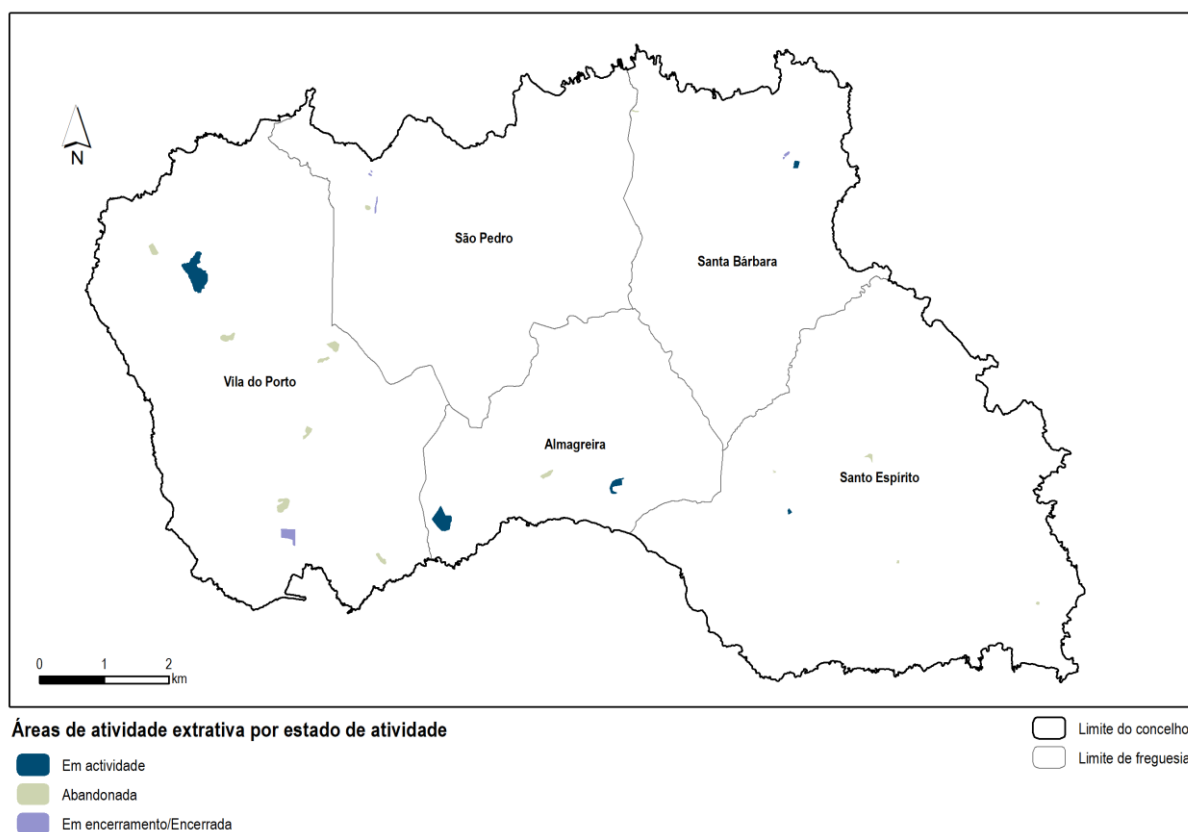 N
São Pedro
Santa Bárbara
Vila do Porto
Almagreira
Santo Espírito
0 1 2
km
Áreas de atividade extrativa por estado de atividade
Em actividade
Abandonada
Em encerramento/Encerrada
Limite do concelho
Limite de freguesia